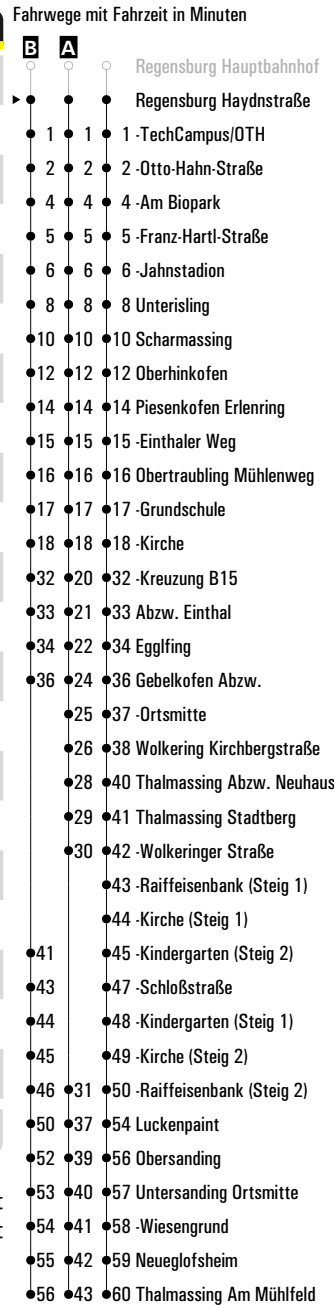 Fahrwege mit Fahrzeit in Minuten
B A
Regensburg Hauptbahnhof
Regensburg Haydnstraße
1 1 1 -TechCampus/OTH
2 2 2 -Otto-Hahn-Straße
4 4 4 -Am Biopark
5 5 5 -Franz-Hartl-Straße
6 6 6 -Jahnstadion
8 8 8 Unterisling
10 10 10 Scharmassing
12 12 12 Oberhinkofen
14 14 14 Piesenkofen Erlenring
15 15 15 -Einthaler Weg
16 16 16 Obertraubling Mühlenweg
17 17 17 -Grundschule
18 18 18 -Kirche
32 20 32 -Kreuzung B15
33 21 33 Abzw. Einthal
34 22 34 Egglfing
36 24 36 Gebelkofen Abzw.
25 37 -Ortsmitte
26 38 Wolkering Kirchbergstraße
28 40 Thalmassing Abzw. Neuhaus
29 41 Thalmassing Stadtberg
30 42 -Wolkeringer Straße
43 -Raiffeisenbank (Steig 1)
44 -Kirche (Steig 1)
41 45 -Kindergarten (Steig 2)
43 47 -Schloßstraße
44 48 -Kindergarten (Steig 1)
45 49 -Kirche (Steig 2)
46 31 50 -Raiffeisenbank (Steig 2)
50 37 54 Luckenpaint
52 39 56 Obersanding
53 40 57 Untersanding Ortsmitte
54 41 58 -Wiesengrund
55 42 59 Neueglofsheim
56 43 60 Thalmassing Am Mühlfeld